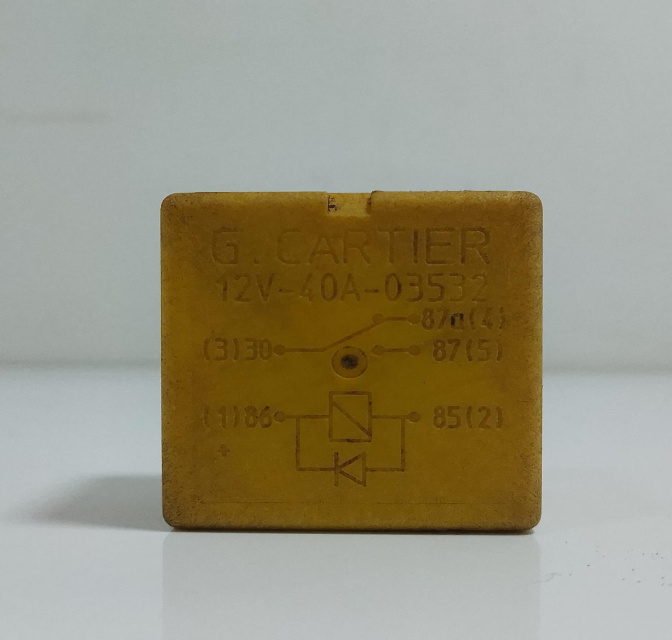 G. CARTIER
12V-40A-03532
87a(4)
(3)30 87(5)
(1)86 85(2)
+